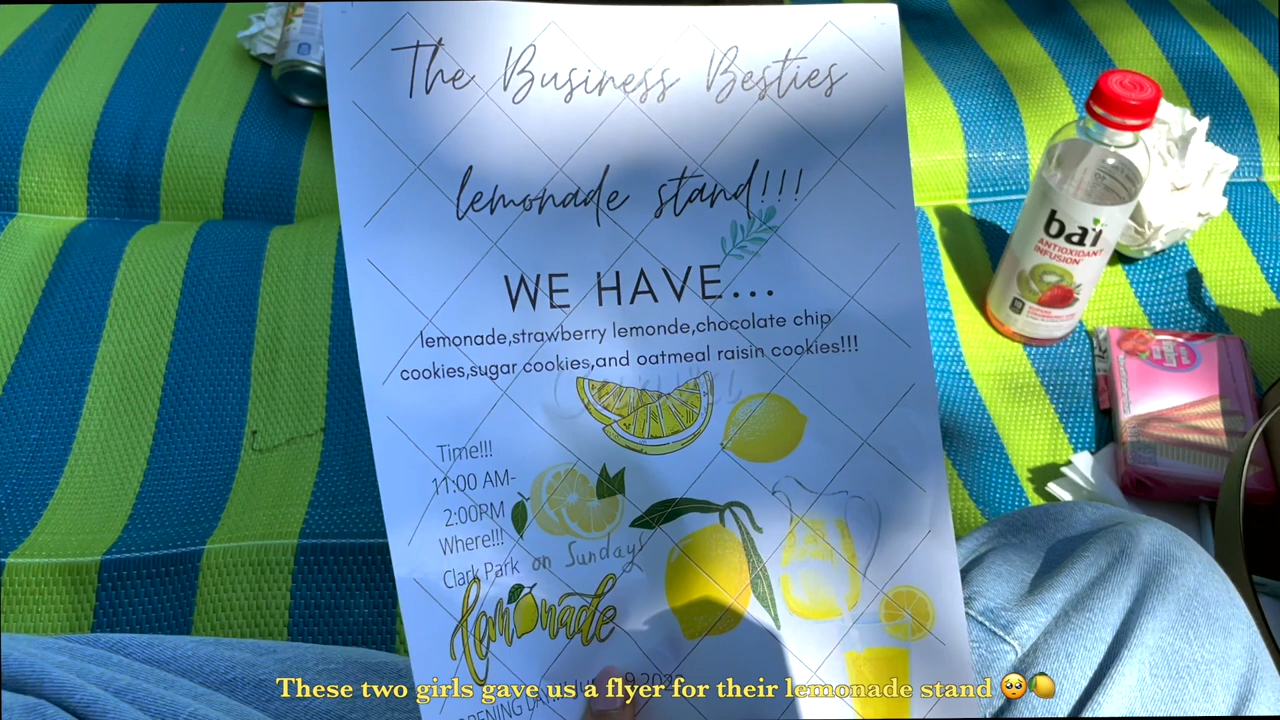 The Business Besties
lemonade stand!!!
WE HAVE...
lemonade,strawberry lemonde,chocolate chip
cookies,sugar cookies,and oatmeal raisin cookies!!!
Time!!!
11:00 AM-
2:00PM
Where!!!
Clark Park on Sundays
lemonade
bai
ANTIOXIDANT
INFUSION
These two girls gave us a flyer for their lemonade stand 🥺🍋